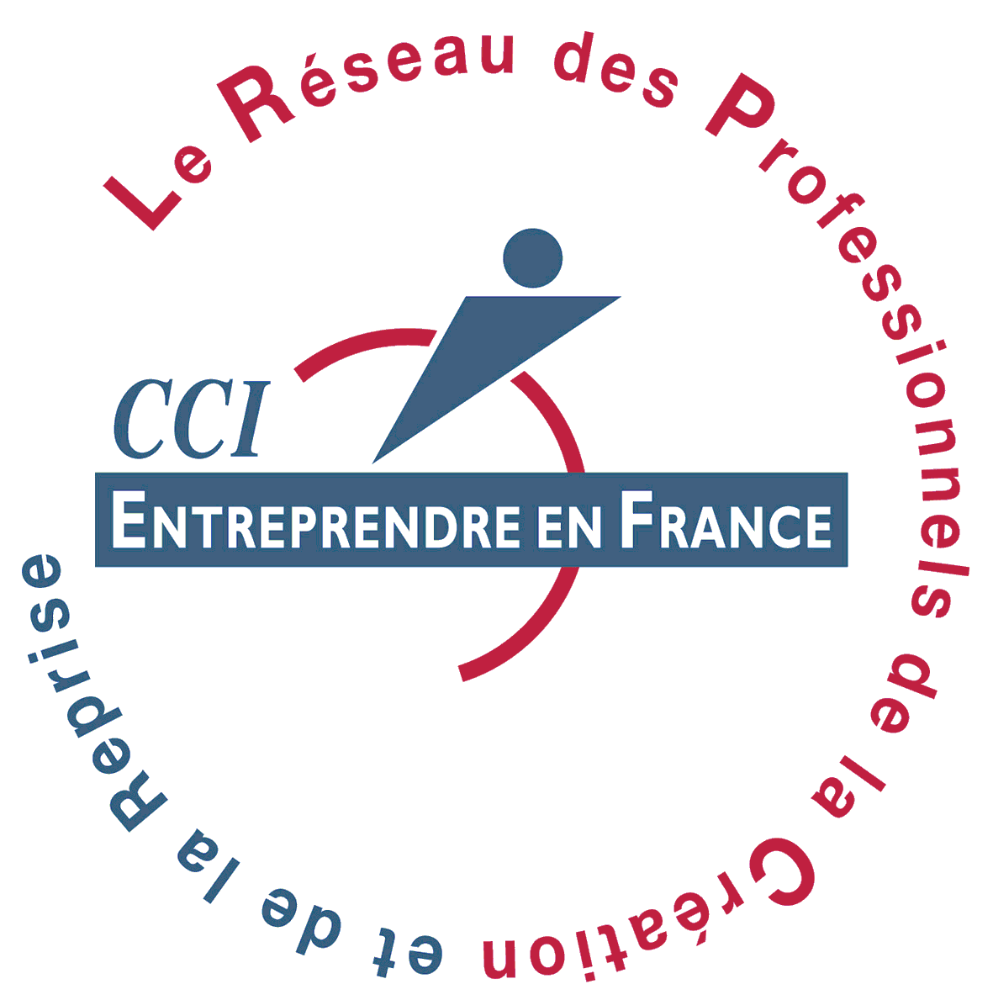 Le Réseau des Professionnels de la Création et de la Reprise
CCI
ENTREPRENDRE EN FRANCE